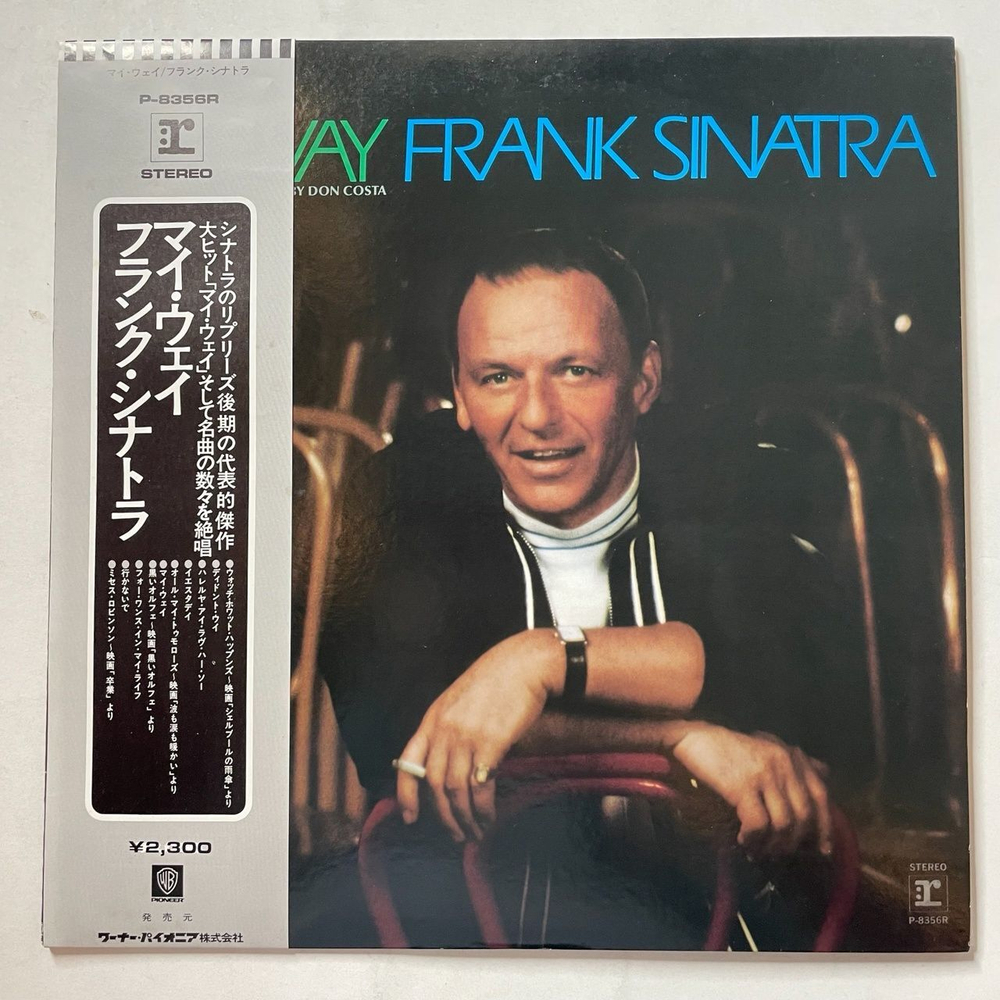 マイ・ウェイ/フランク・シナトラ
P-8356R
r
STEREO
シナトラのリプリーズ後期の代表的傑作
大ヒット「マイ・ウェイ」そして名曲の数々を絶唱
マイ・ウェイ
フランク・シナトラ
●ウォッチ・ホワット・ハップンズ〜映画「シェルブールの雨傘」より
●ディドント・ウイ
●ハレルヤ・アイ・ラヴ・ハー・ソー
●イエスタデイ
●オール・マイ・トゥモローズ〜映画「波も涙も暖かい」より
●マイ・ウェイ
●黒いオルフェ〜映画「黒いオルフェ」より
●フォー・ワンス・イン・マイ・ライフ
●行かないで
●ミセス・ロビンソン〜映画「卒業」より
¥2,300
WB
PIONEER
発売元
ワーナー・パイオニア株式会社
WAY FRANK SINATRA
BY DON COSTA
STEREO
r
P-8356R